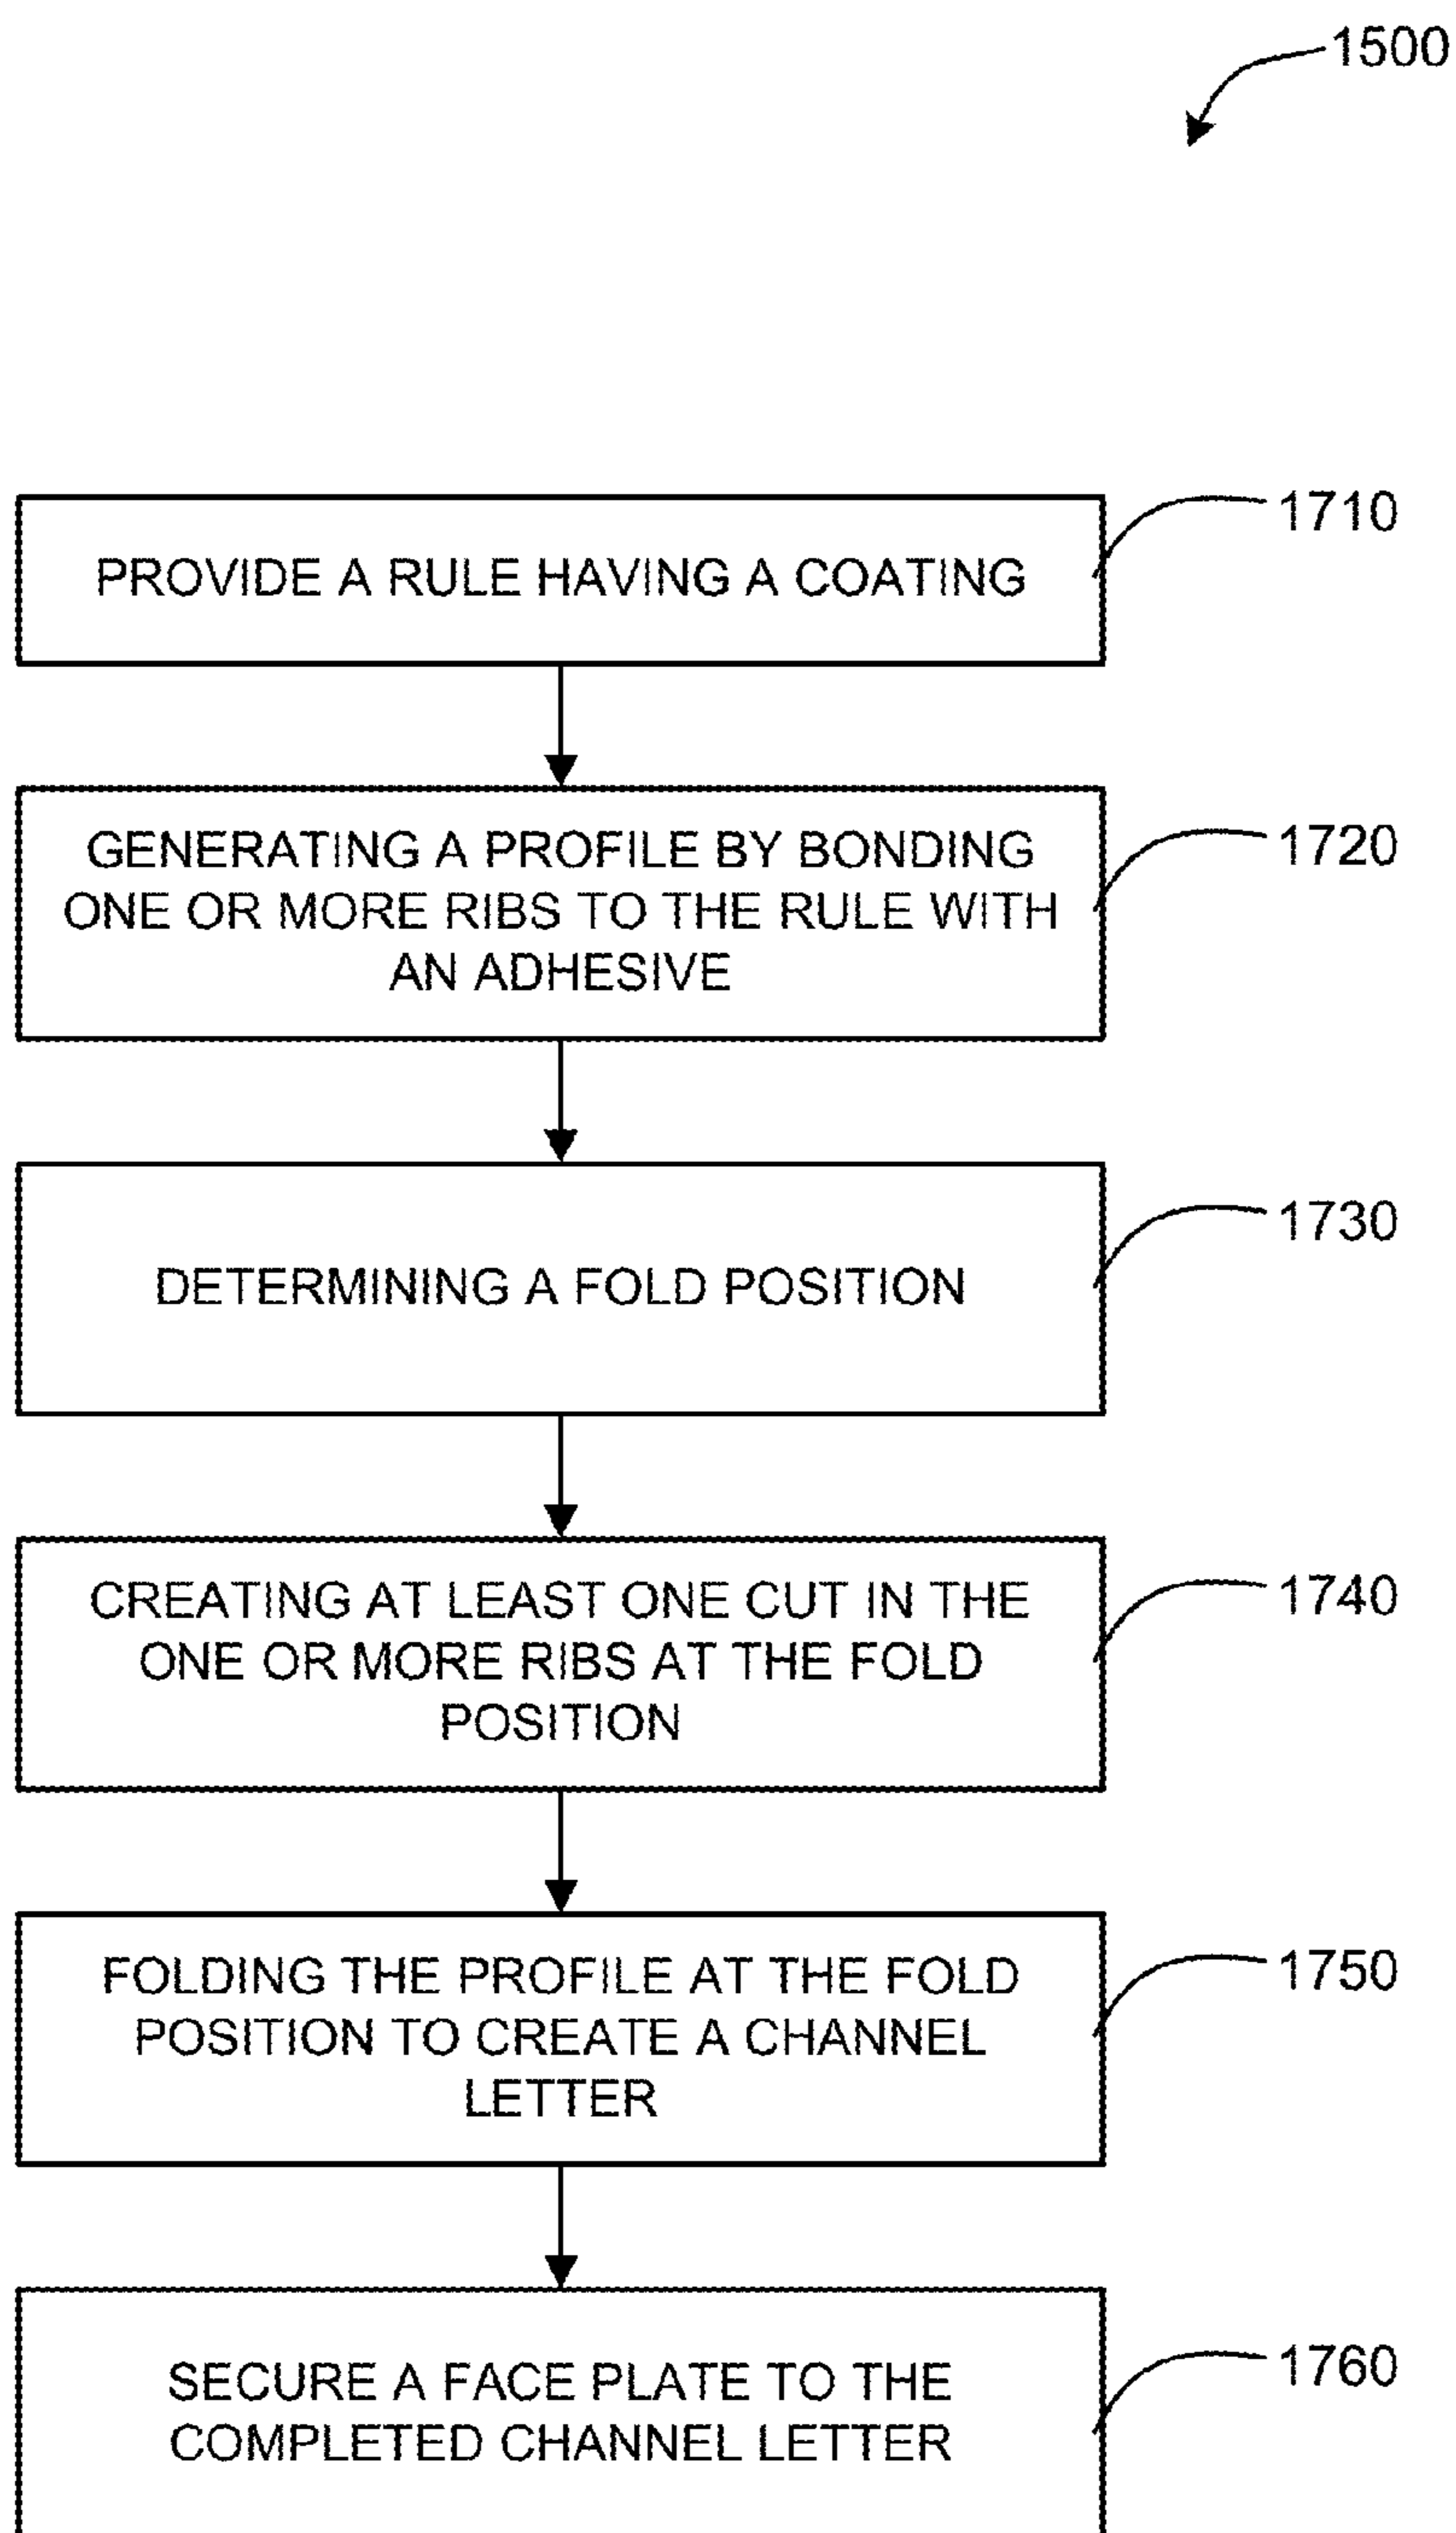 1500
PROVIDE A RULE HAVING A COATING
1710
GENERATING A PROFILE BY BONDING
ONE OR MORE RIBS TO THE RULE WITH
AN ADHESIVE
1720
DETERMINING A FOLD POSITION
1730
CREATING AT LEAST ONE CUT IN THE
ONE OR MORE RIBS AT THE FOLD
POSITION
1740
FOLDING THE PROFILE AT THE FOLD
POSITION TO CREATE A CHANNEL
LETTER
1750
SECURE A FACE PLATE TO THE
COMPLETED CHANNEL LETTER
1760